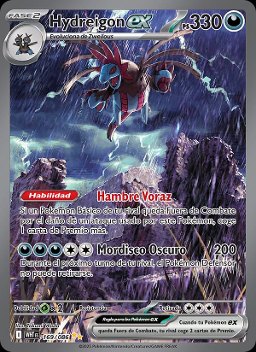 FASE 2
Hydreigon ex PS 330
Evoluciona de Zweilous
Habilidad
Hambre Voraz
Si un Pokémon Básico de tu rival queda Fuera de Combate
por el daño de un ataque usado por este Pokémon, coge
1 carta de Premio más.
Mordisco Oscuro 200
Durante el próximo turno de tu rival, el Pokémon Defensor
no puede retirarse.
Debilidad ×2 Resistencia Retirada
Regla para los Pokémon ex
Cuando tu Pokémon ex
queda Fuera de Combate, tu rival coge 2 cartas de Premio.
169/086